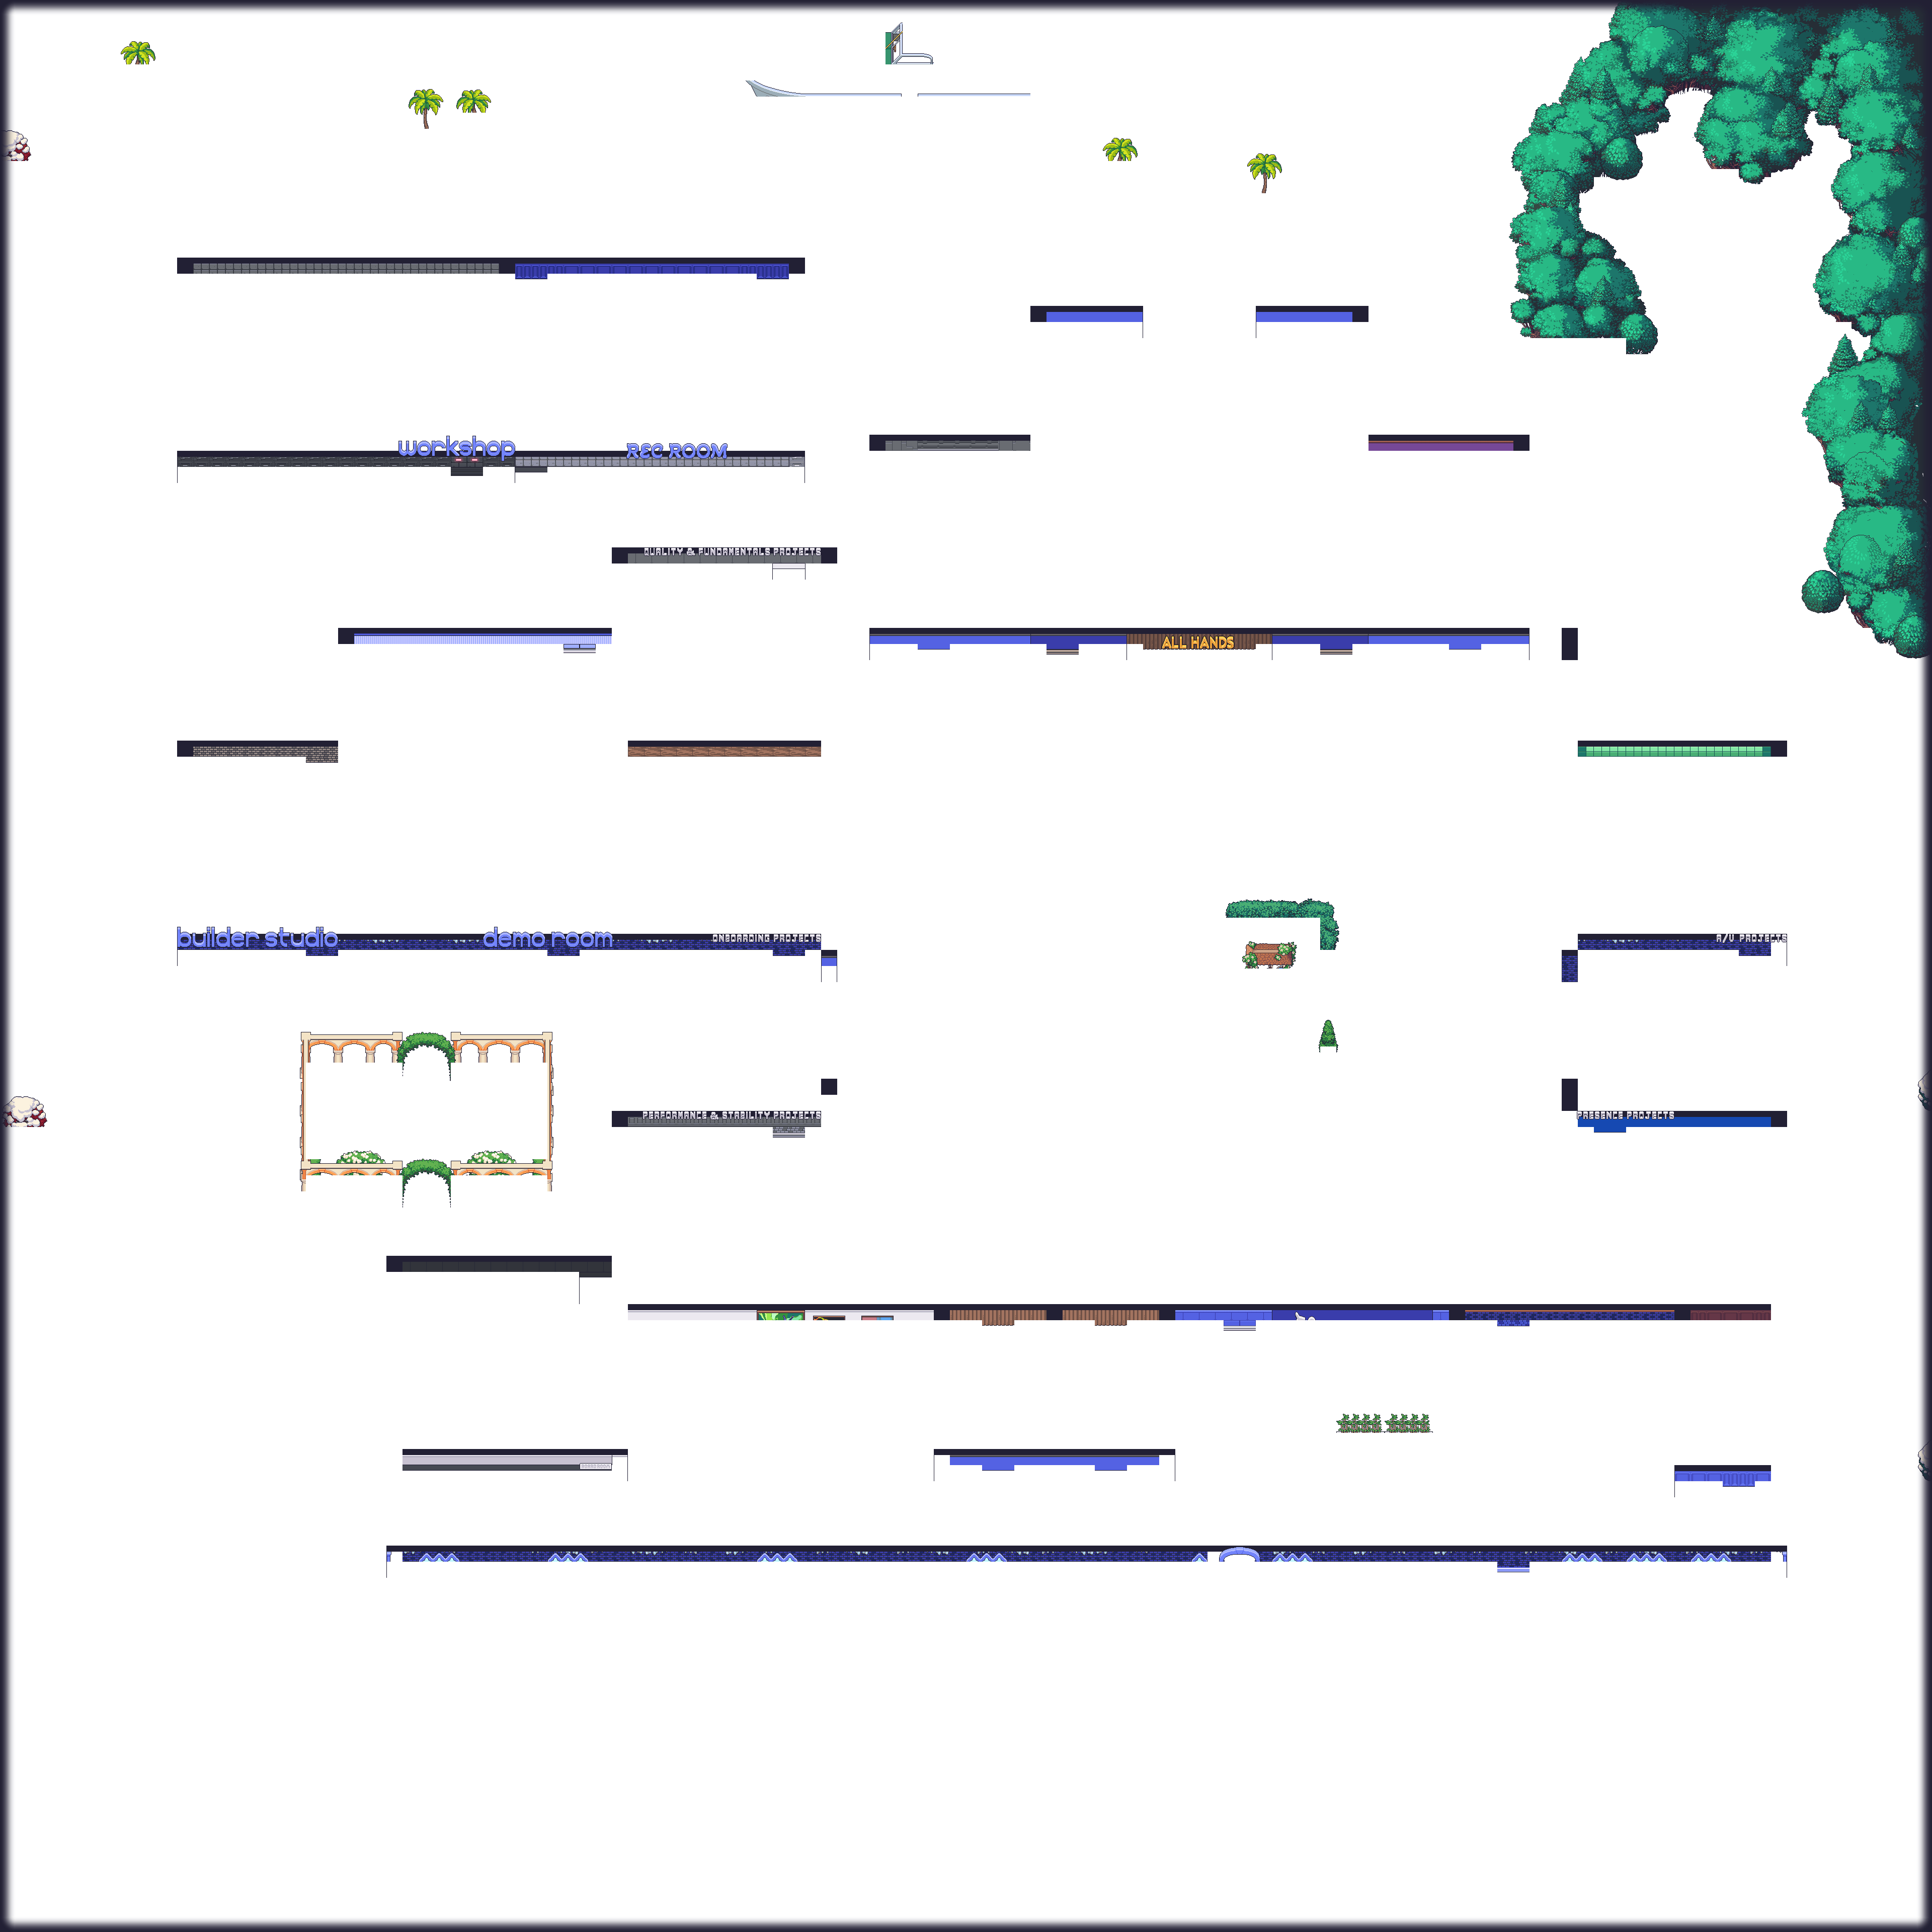 workshop
REC ROOM
QUALITY & FUNDAMENTALS PROJECTS
ALL HANDS
builder studio
demo room
ONBOARDING PROJECTS
A/V PROJECTS
PERFORMANCE & STABILITY PROJECTS
PRESENCE PROJECTS